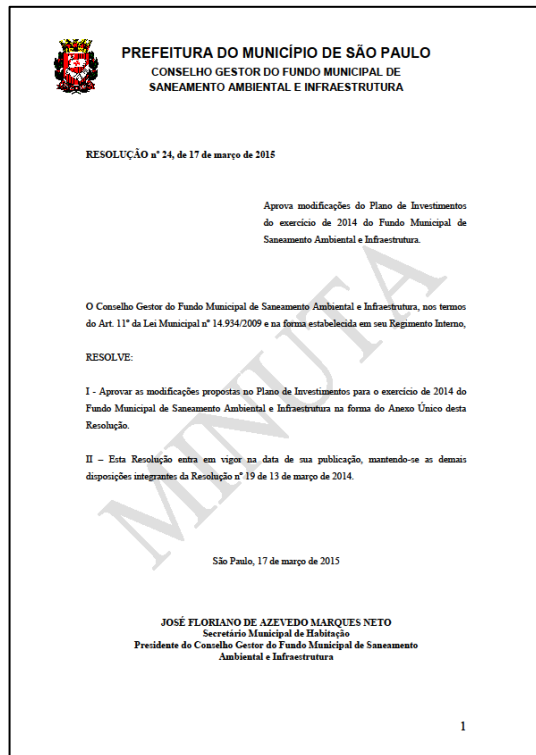 PREFEITURA DO MUNICÍPIO DE SÃO PAULO
CONSELHO GESTOR DO FUNDO MUNICIPAL DE
SANEAMENTO AMBIENTAL E INFRAESTRUTURA
RESOLUÇÃO nº 24, de 17 de março de 2015
Aprova modificações do Plano de Investimentos
do exercício de 2014 do Fundo Municipal de
Saneamento Ambiental e Infraestrutura.
O Conselho Gestor do Fundo Municipal de Saneamento Ambiental e Infraestrutura, nos termos
do Art. 11º da Lei Municipal nº 14.934/2009 e na forma estabelecida em seu Regimento Interno,
RESOLVE:
I - Aprovar as modificações propostas no Plano de Investimentos para o exercício de 2014 do
Fundo Municipal de Saneamento Ambiental e Infraestrutura na forma do Anexo Único desta
Resolução.
II – Esta Resolução entra em vigor na data de sua publicação, mantendo-se as demais
disposições integrantes da Resolução nº 19 de 13 de março de 2014.
MINUTA
São Paulo, 17 de março de 2015
JOSÉ FLORIANO DE AZEVEDO MARQUES NETO
Secretário Municipal de Habitação
Presidente do Conselho Gestor do Fundo Municipal de Saneamento
Ambiental e Infraestrutura
1